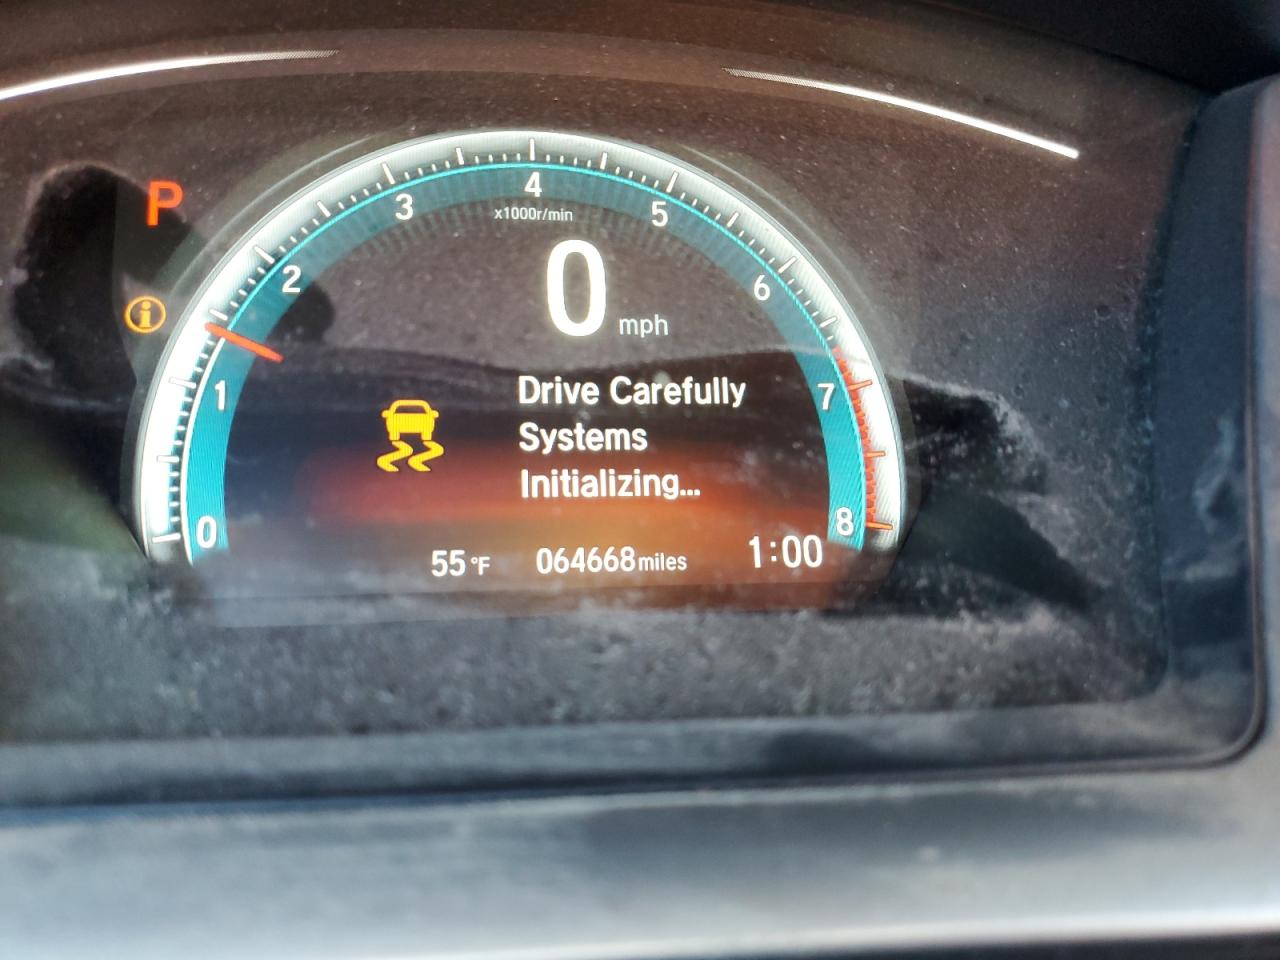 P
4
3
5
x1000r/min
2
6
0 mph
i
1
7
Drive Carefully
Systems
Initializing...
0
8
55°F 064668 miles 1:00